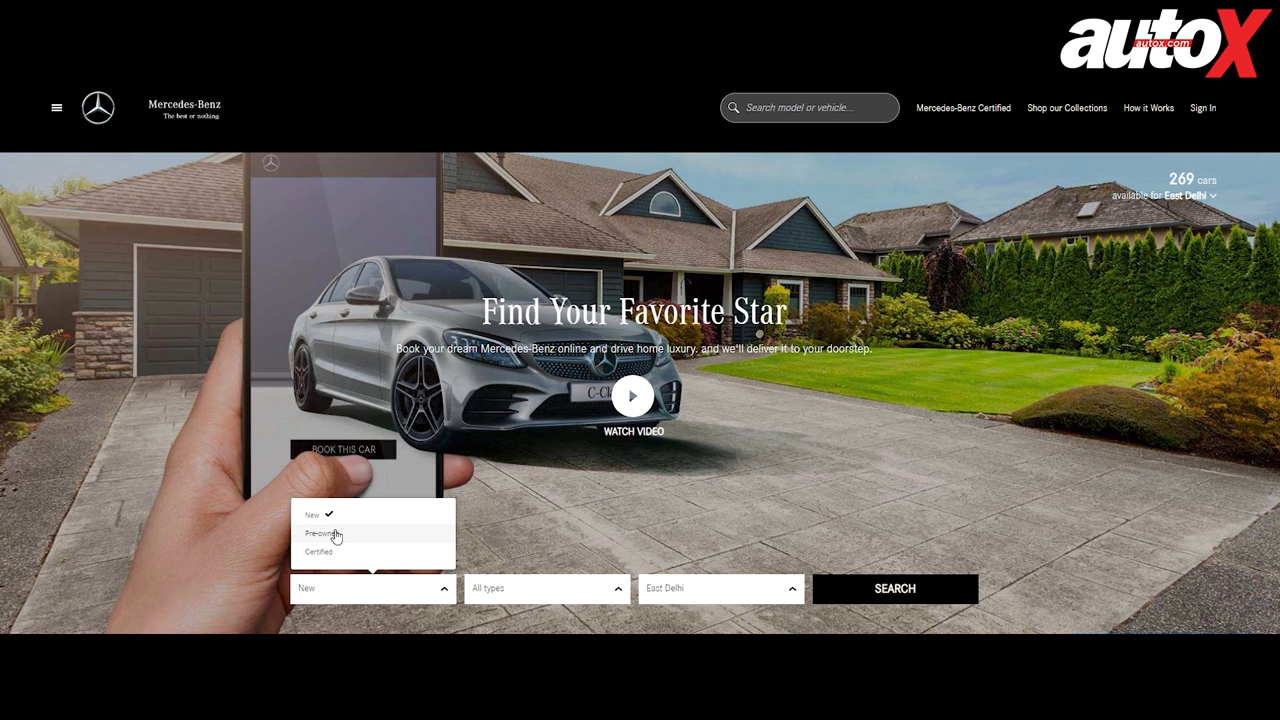 autoX
autox.com
Mercedes-Benz
The best or nothing.
Search model or vehicle...
Mercedes-Benz Certified
Shop our Collections
How it Works
Sign In
269 cars
available for East Delhi
Find Your Favorite Star
Book your dream Mercedes-Benz online and drive home luxury. and we'll deliver it to your doorstep.
WATCH VIDEO
BOOK THIS CAR
New
Certified
New
All types
East Delhi
SEARCH